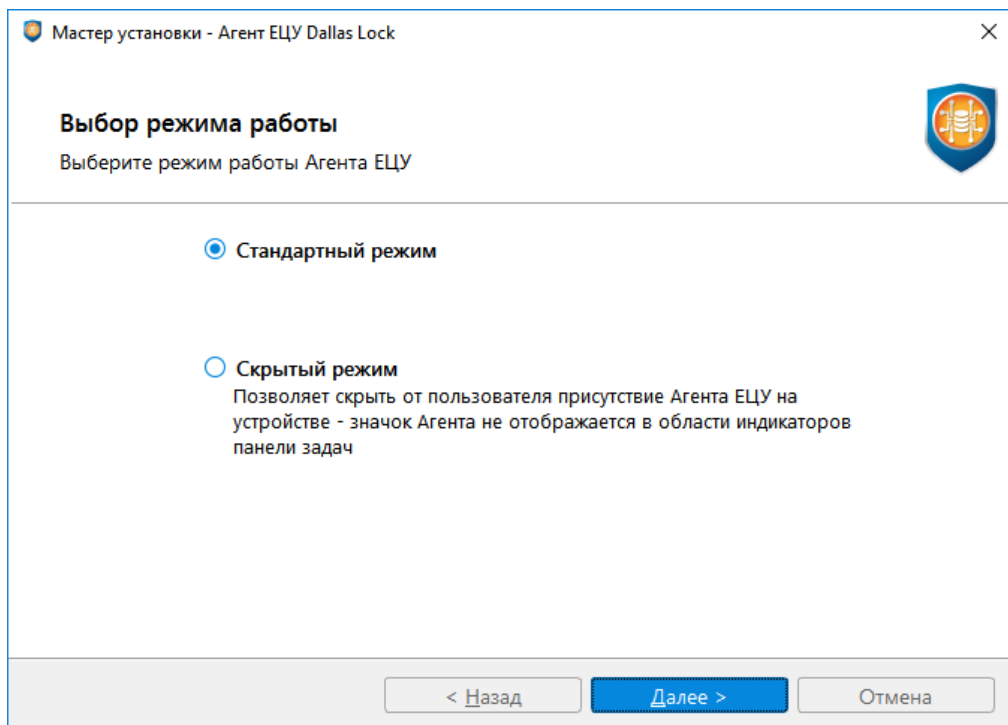 Мастер установки - Агент ЕЦУ Dallas Lock
Выбор режима работы
Выберите режим работы Агента ЕЦУ
Стандартный режим
Скрытый режим
Позволяет скрыть от пользователя присутствие Агента ЕЦУ на
устройстве - значок Агента не отображается в области индикаторов
панели задач
< Назад
Далее >
Отмена